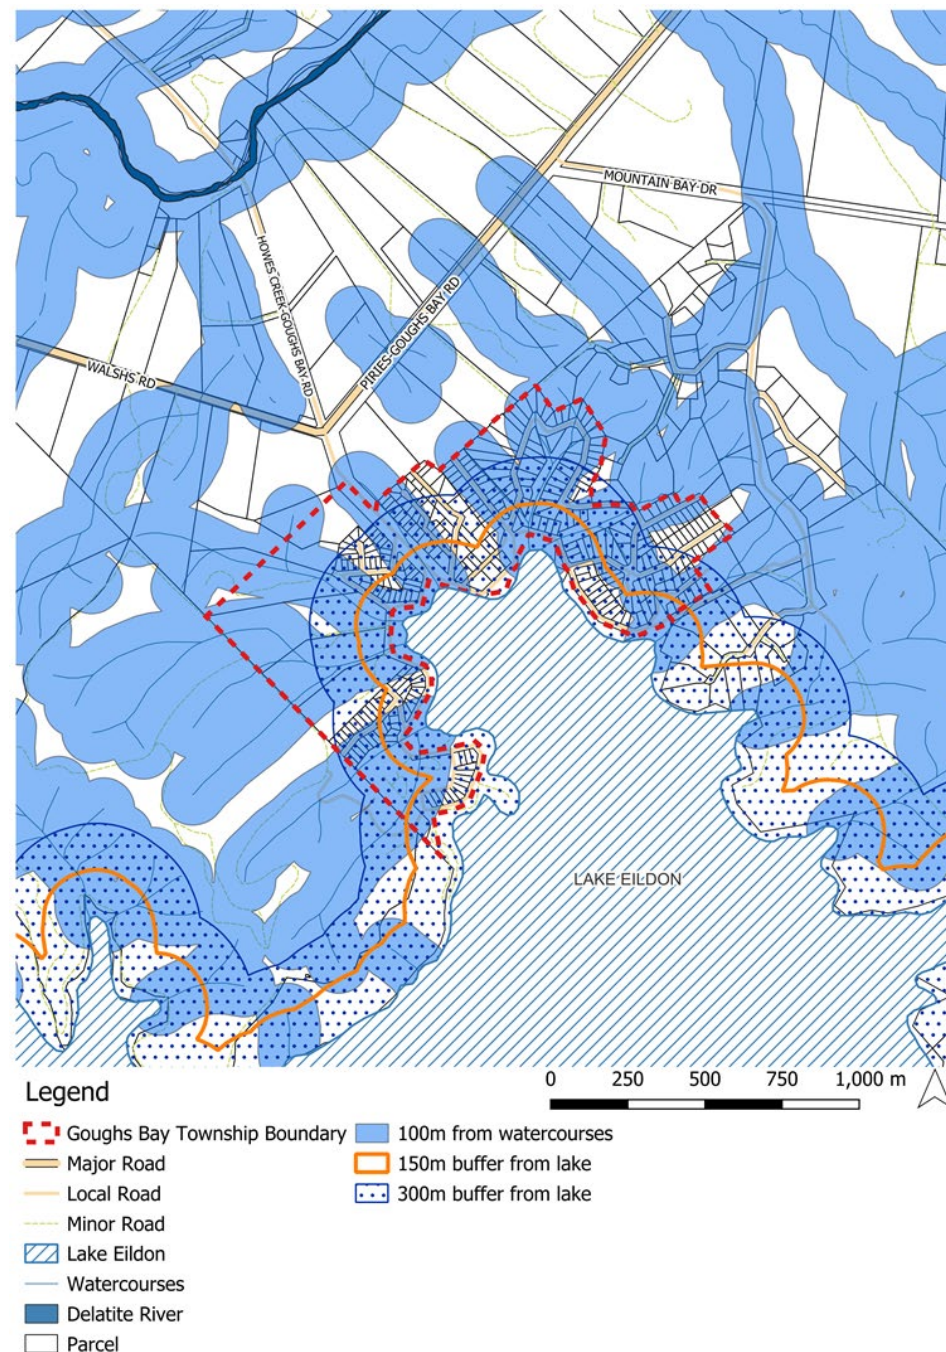 MOUNTAIN BAY DR
HOWES CREEK-GOUGHS BAY RD
PIRIES-GOUGHS BAY RD
WALSHS RD
LAKE EILDON
Legend
0 250 500 750 1,000 m
Goughs Bay Township Boundary
Major Road
Local Road
Minor Road
Lake Eildon
Watercourses
Delatite River
Parcel
100m from watercourses
150m buffer from lake
300m buffer from lake